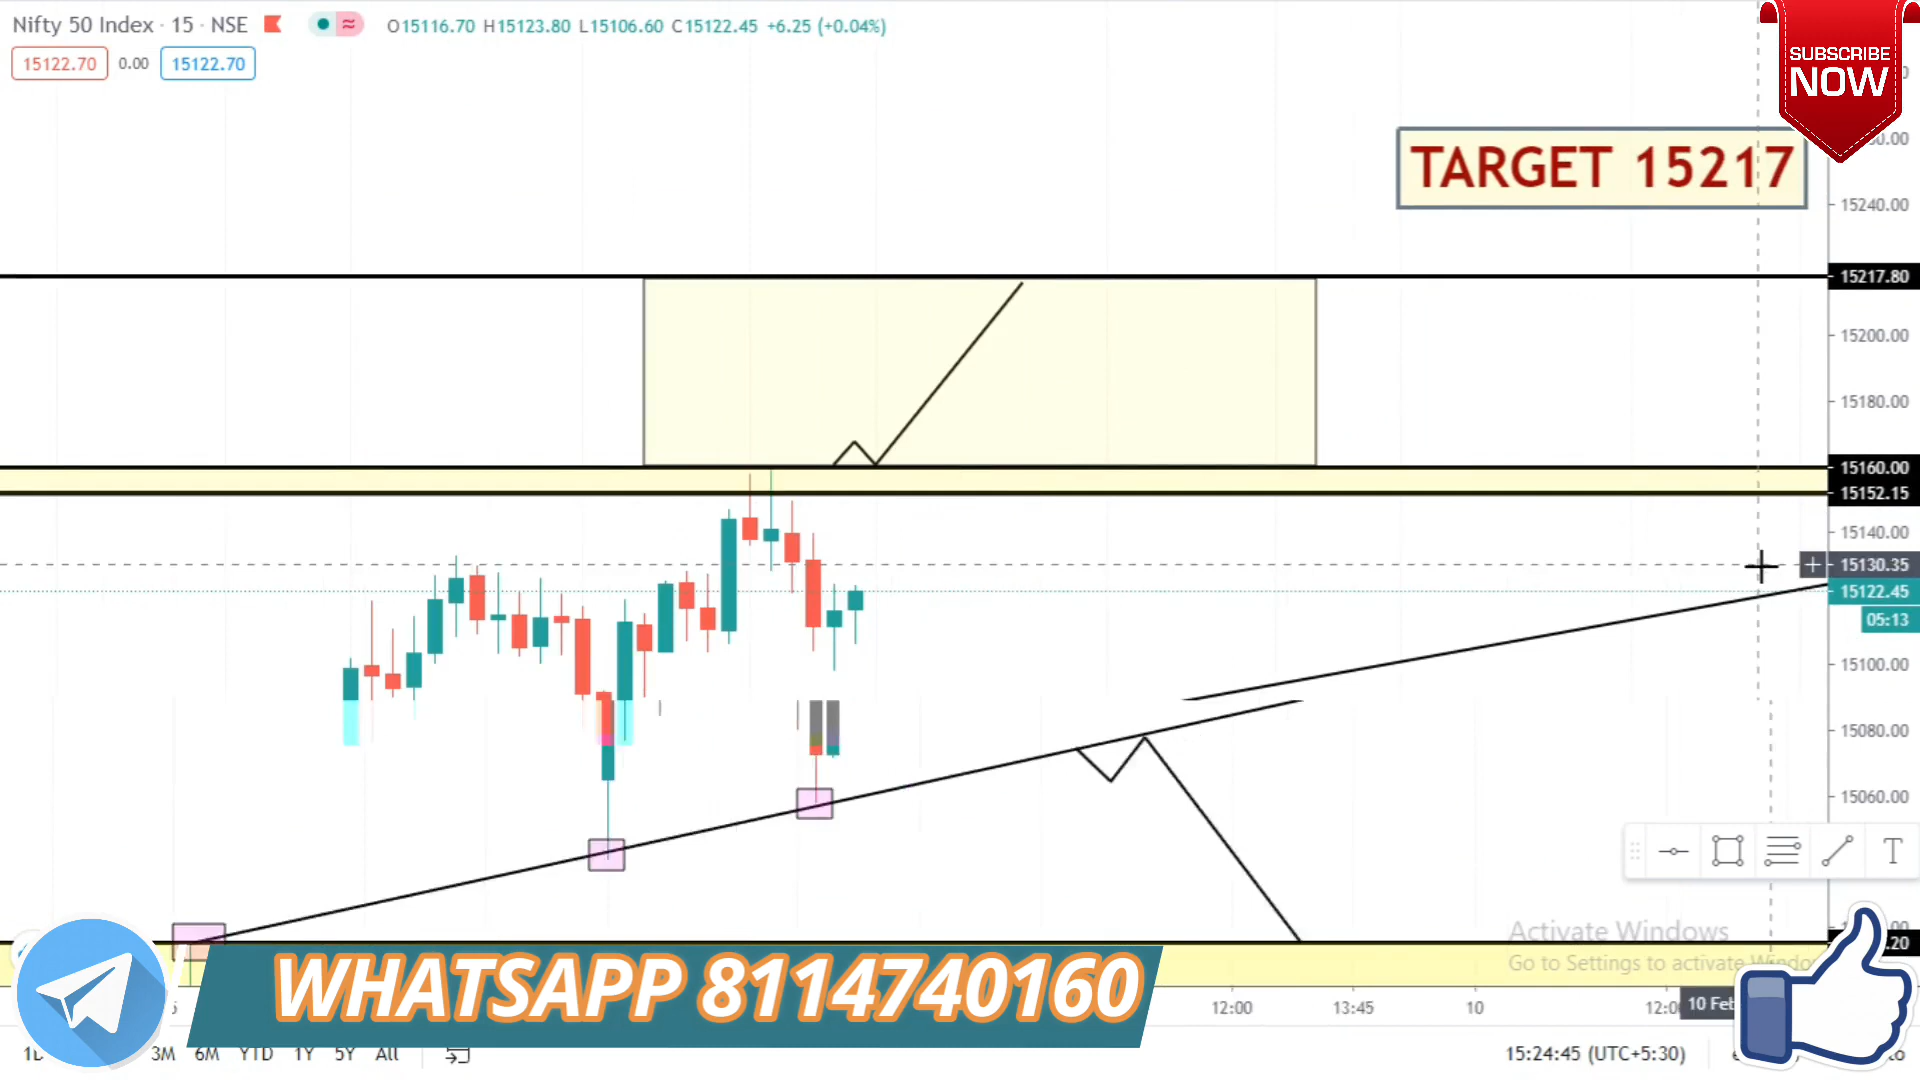 Nifty 50 Index · 15 · NSE
O15116.70 H15123.80 L15106.60 C15122.45 +6.25 (+0.04%)
15122.70 0.00 15122.70
SUBSCRIBE
NOW
TARGET 15217
15240.00
15217.80
15200.00
15180.00
15160.00
15152.15
15140.00
15130.35
15122.45
05:13
15100.00
15080.00
15060.00
T
Activate Windows
Go to Settings to activate Windo
WHATSAPP 8114740160
12:00 13:45 10 12:0 10 Feb
3M 6M YTD 1Y 5Y All
15:24:45 (UTC+5:30)